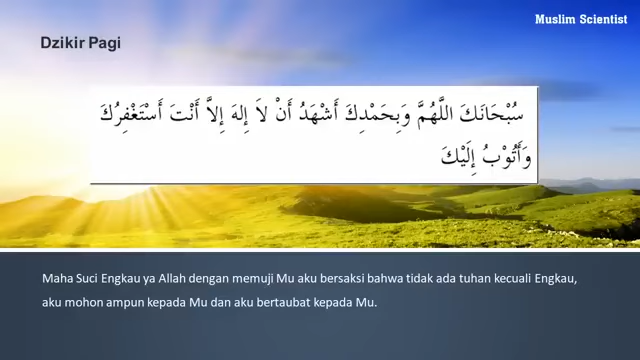 Muslim Scientist
Dzikir Pagi
سُبْحَانَكَ اللَّهُمَّ وَبِحَمْدِكَ أَشْهَدُ أَنْ لاَ إِلهَ إِلاَّ أَنْتَ أَسْتَغْفِرُكَ
وَأَتُوْبُ إِلَيْكَ
Maha Suci Engkau ya Allah dengan memuji Mu aku bersaksi bahwa tidak ada tuhan kecuali Engkau,
aku mohon ampun kepada Mu dan aku bertaubat kepada Mu.